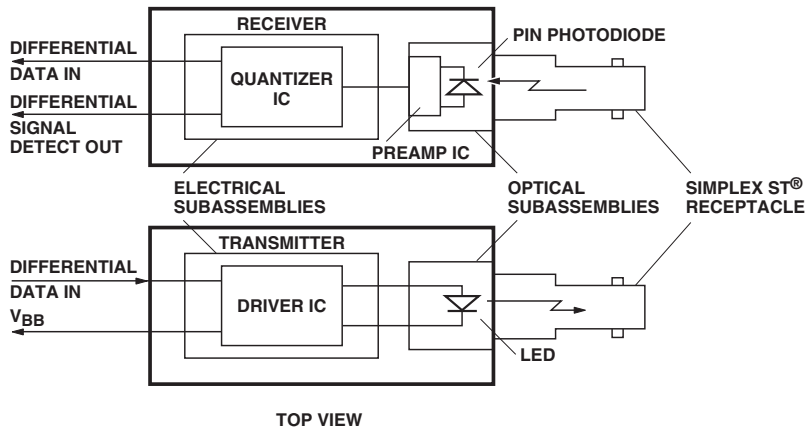 RECEIVER
DIFFERENTIAL
DATA IN
DIFFERENTIAL
SIGNAL
DETECT OUT
QUANTIZER
IC
PIN PHOTODIODE
PREAMP IC
ELECTRICAL
SUBASSEMBLIES
OPTICAL
SUBASSEMBLIES
SIMPLEX ST®
RECEPTACLE
TRANSMITTER
DIFFERENTIAL
DATA IN
VBB
DRIVER IC
LED
TOP VIEW